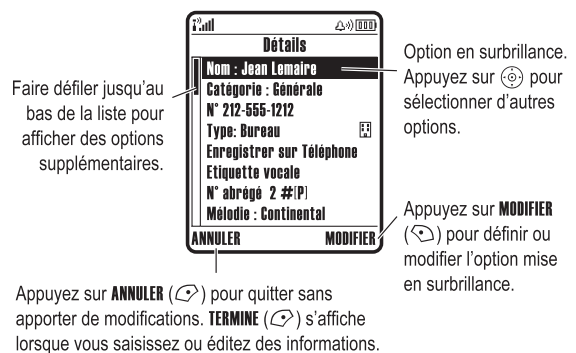 Détails
Nom : Jean Lemaire
Catégorie : Générale
N° 212-555-1212
Type: Bureau
Enregistrer sur Téléphone
Etiquette vocale
N° abrégé 2 #[P]
Mélodie : Continental
ANNULER MODIFIER
Faire défiler jusqu'au
bas de la liste pour
afficher des options
supplémentaires.
Option en surbrillance.
Appuyez sur pour
sélectionner d'autres
options.
Appuyez sur MODIFIER
( ) pour définir ou
modifier l'option mise
en surbrillance.
Appuyez sur ANNULER ( ) pour quitter sans
apporter de modifications. TERMINE ( ) s'affiche
lorsque vous saisissez ou éditez des informations.